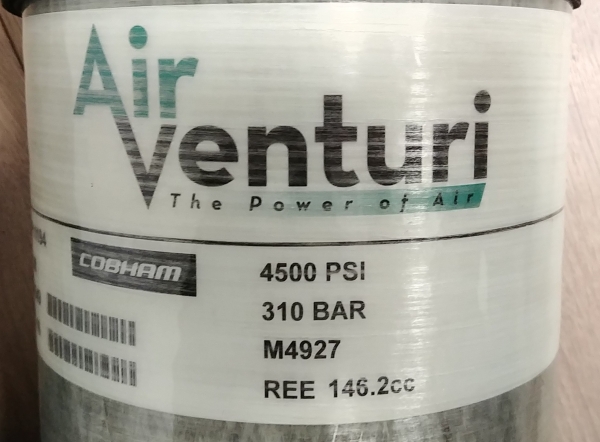 Air
Venturi
The Power of Air
COBHAM
4500 PSI
310 BAR
M4927
REE 146.2cc